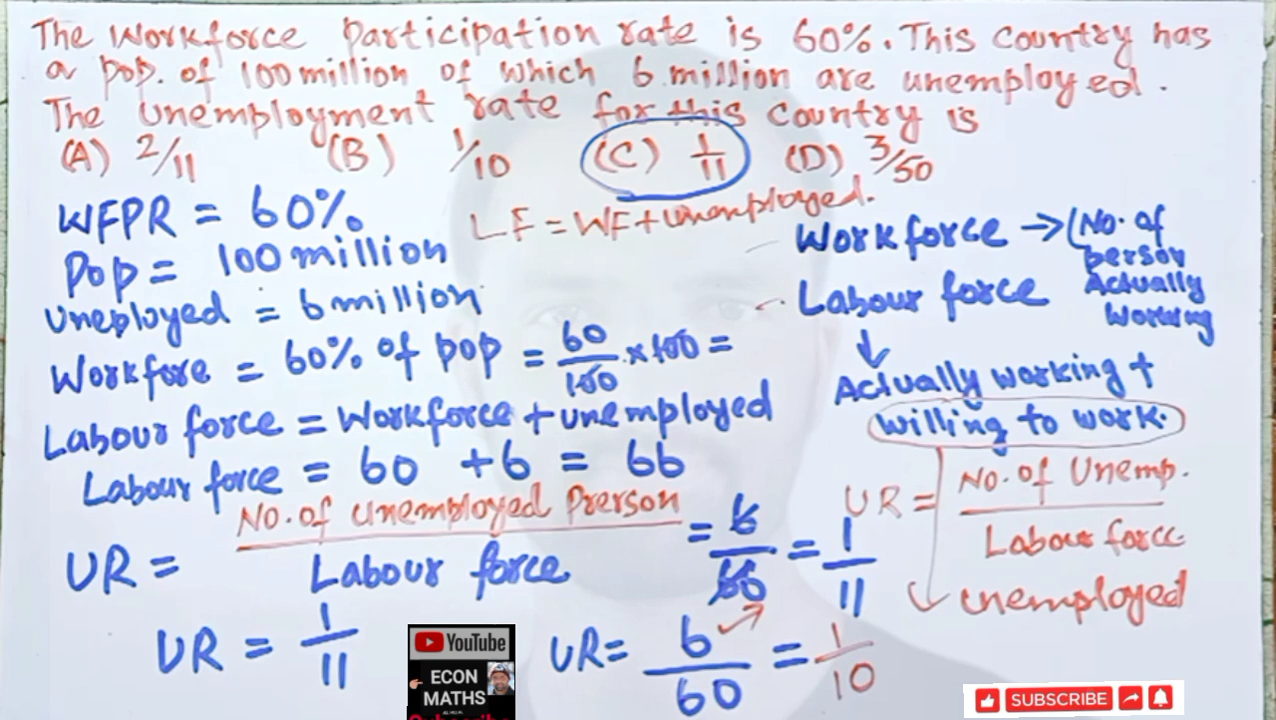 The Workforce participation rate is 60%. This Country has
a pop. of 100 million of which 6 million are unemployed.
The Unemployment rate for this Country is
(A) 2/11 (B) 1/10 (C) 1/11 (D) 3/50
WFPR = 60%
LF = WF + Unemployed.
Pop = 100 million
Uneployed = 6 million
Workfore = 60% of pop = 60/100 x 100 =
Labour force = Workforce + unemployed
Labour force = 60 + 6 = 66
UR = No. of Unemployed Prerson / Labour force = 6/66 = 1/11
UR = 1/11
UR = 6/60 = 1/10
Workforce → (No. of
person
Actually
Working
Labour force
Actually working +
willing to work.
UR = No. of Unemp. / Labour force
unemployed
YouTube
ECON
MATHS
Subscribe
SUBSCRIBE